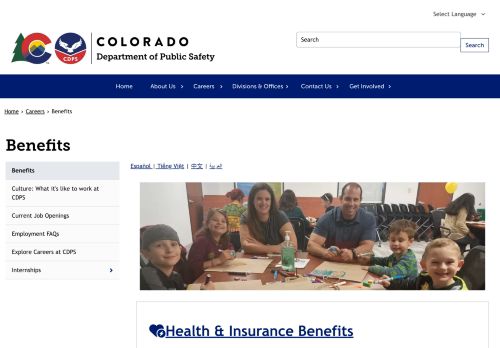 Select Language
COLORADO
Department of Public Safety
CDPS
Search
Search
Home About Us Careers Divisions & Offices Contact Us Get Involved
Home › Careers › Benefits
Benefits
Benefits
Culture: What it's like to work at
CDPS
Current Job Openings
Employment FAQs
Explore Careers at CDPS
Internships
Español | Tiếng Việt | 中文 |
Health & Insurance Benefits